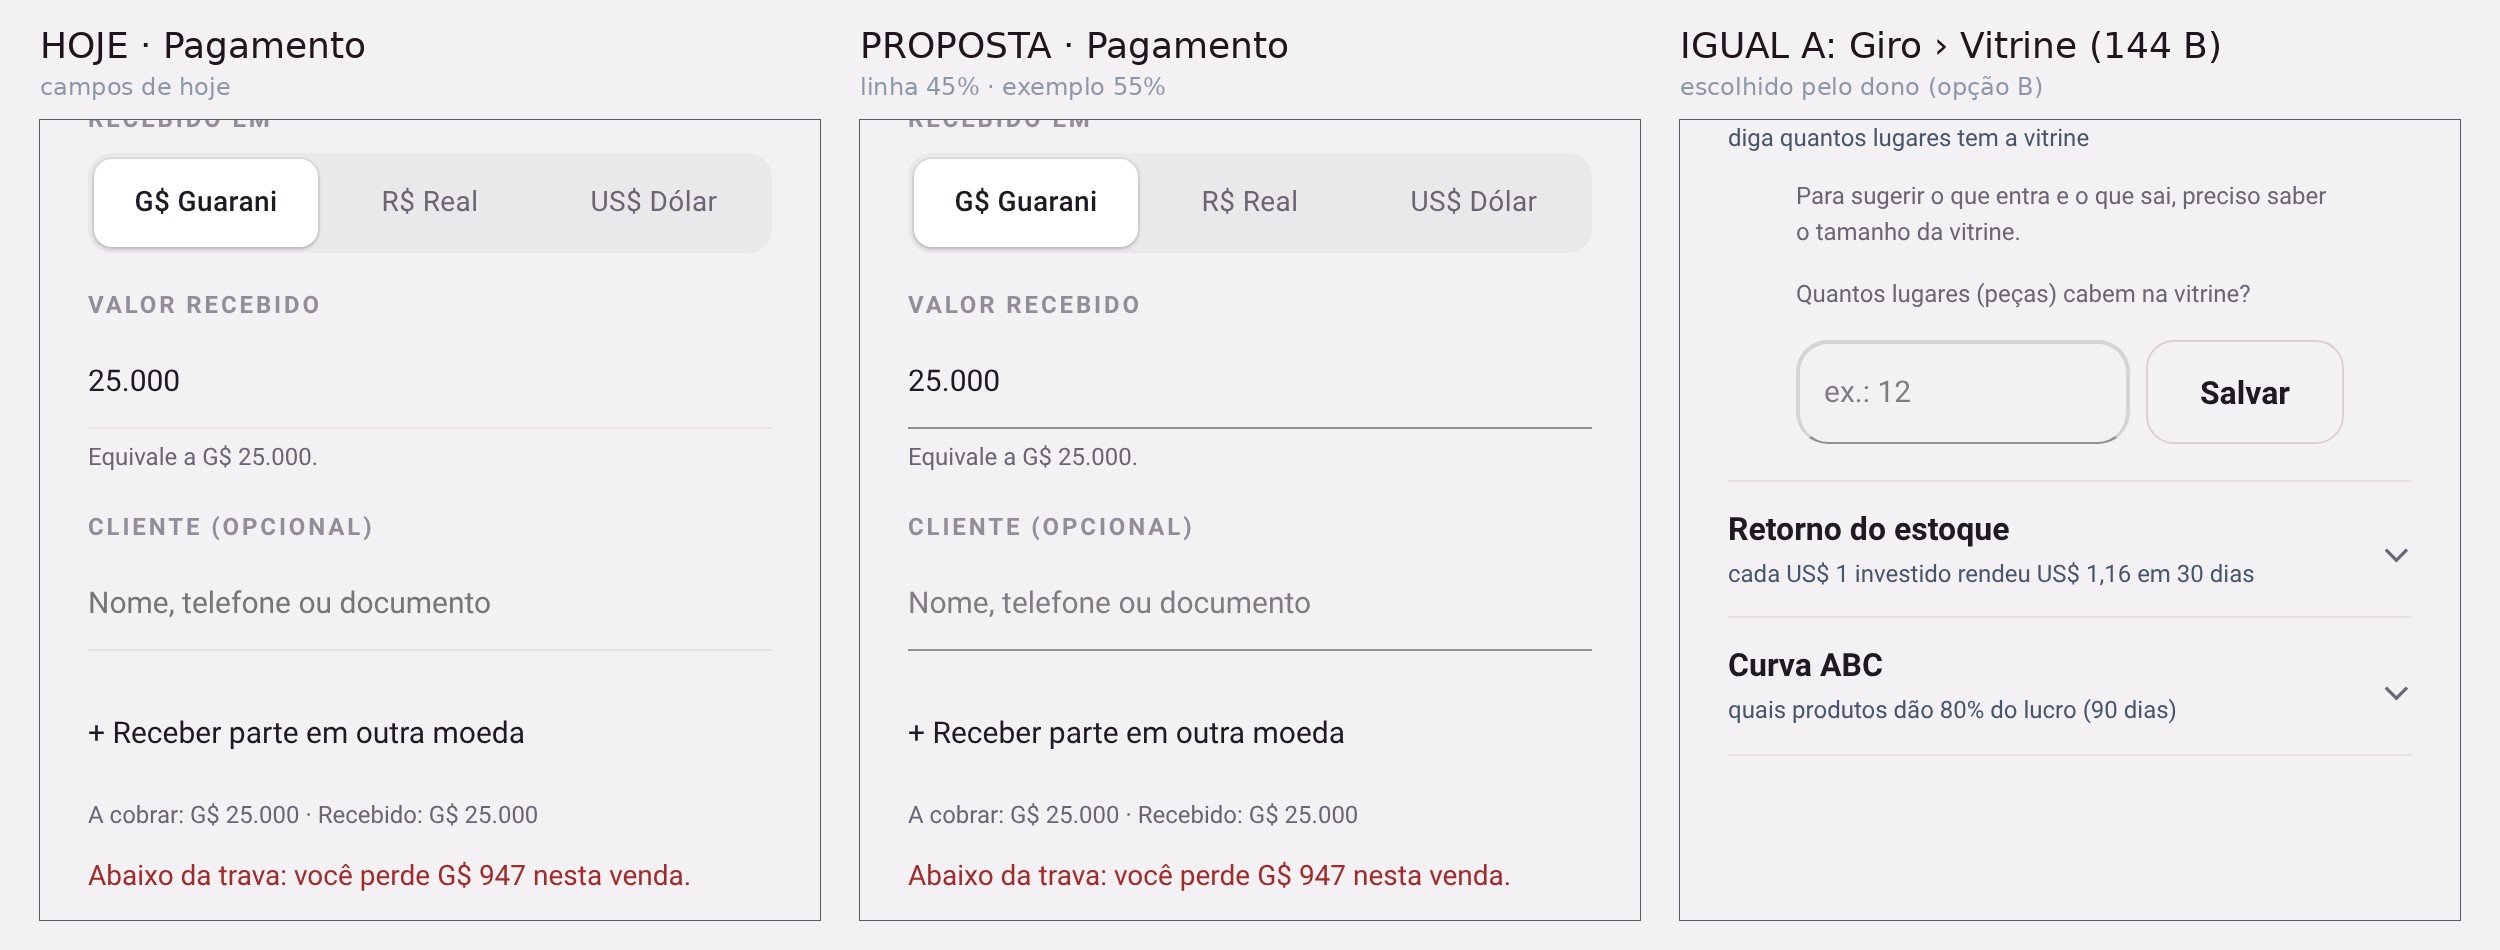 HOJE · Pagamento
campos de hoje
RECEBIDO EM
G$ Guarani
R$ Real
US$ Dólar
VALOR RECEBIDO
25.000
Equivale a G$ 25.000.
CLIENTE (OPCIONAL)
Nome, telefone ou documento
+ Receber parte em outra moeda
A cobrar: G$ 25.000 · Recebido: G$ 25.000
Abaixo da trava: você perde G$ 947 nesta venda.
PROPOSTA · Pagamento
linha 45% · exemplo 55%
RECEBIDO EM
G$ Guarani
R$ Real
US$ Dólar
VALOR RECEBIDO
25.000
Equivale a G$ 25.000.
CLIENTE (OPCIONAL)
Nome, telefone ou documento
+ Receber parte em outra moeda
A cobrar: G$ 25.000 · Recebido: G$ 25.000
Abaixo da trava: você perde G$ 947 nesta venda.
IGUAL A: Giro › Vitrine (144 B)
escolhido pelo dono (opção B)
diga quantos lugares tem a vitrine
Para sugerir o que entra e o que sai, preciso saber
o tamanho da vitrine.
Quantos lugares (peças) cabem na vitrine?
ex.: 12
Salvar
Retorno do estoque
cada US$ 1 investido rendeu US$ 1,16 em 30 dias
Curva ABC
quais produtos dão 80% do lucro (90 dias)